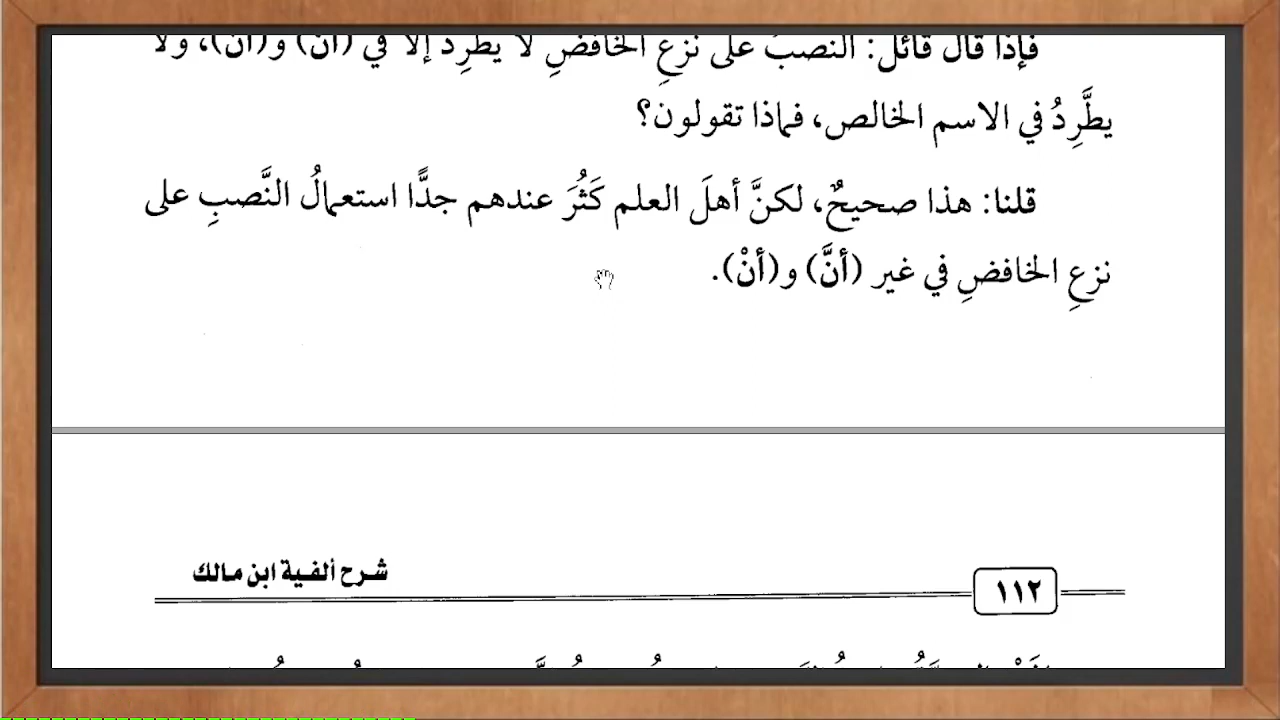 فإذا قال قائل: النصبُ على نزعِ الخافضِ لا يطَّرِدُ إلا في (أنَّ) و(أنْ)، ولا
يطَّرِدُ في الاسم الخالص، فماذا تقولون؟
قلنا: هذا صحيحٌ، لكنَّ أهلَ العلم كَثُرَ عندهم جدًّا استعمالُ النَّصبِ على
نزعِ الخافضِ في غير (أنَّ) و(أنْ).
١١٢
شرح ألفية ابن مالك